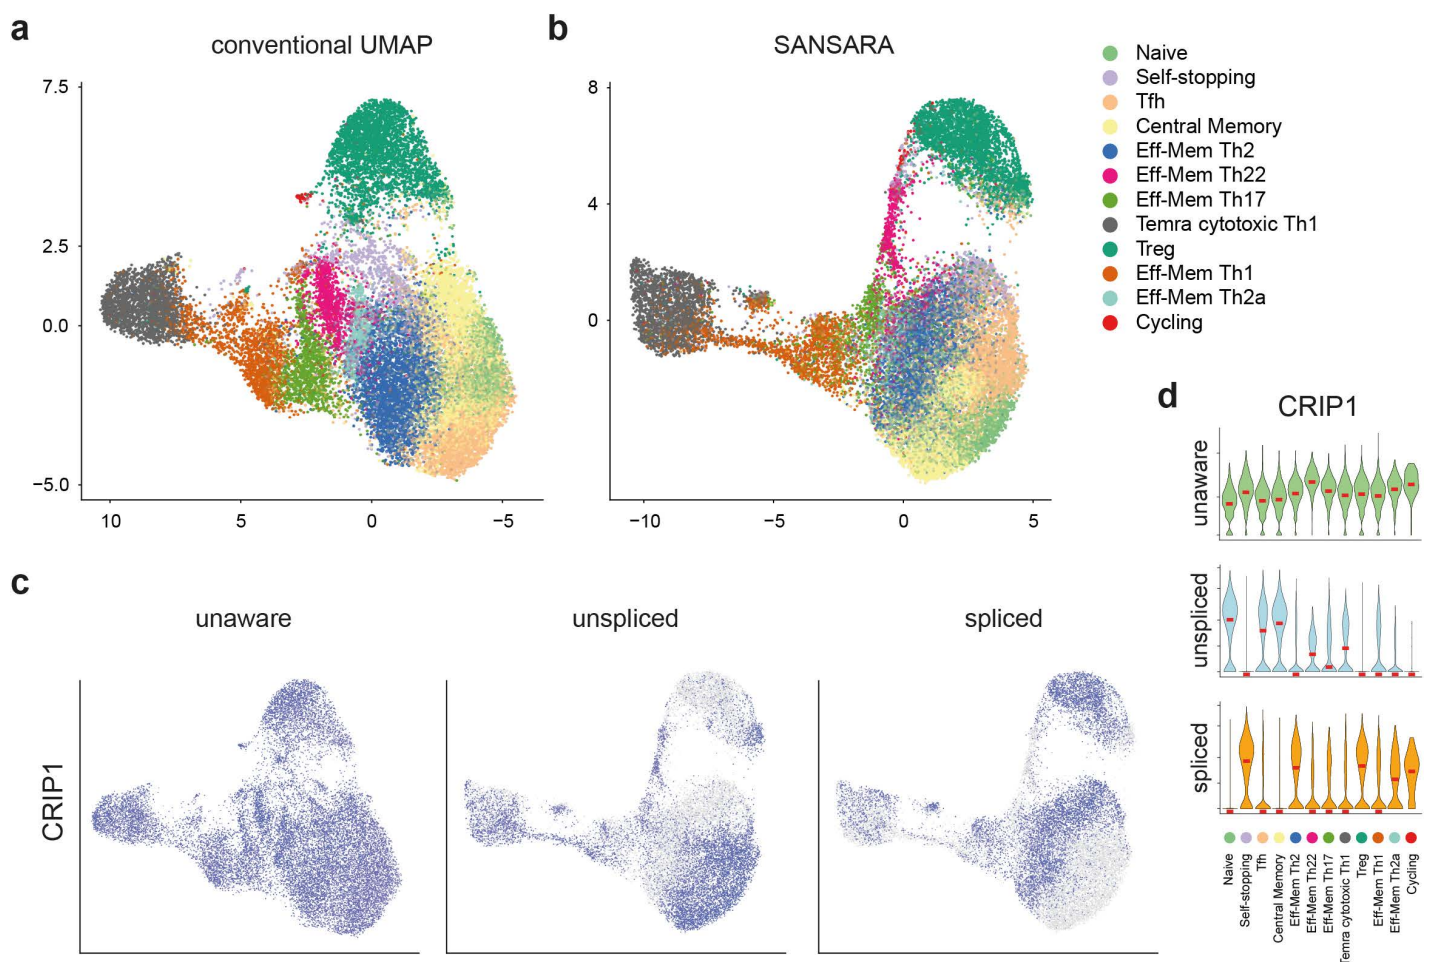 a
conventional UMAP
7.5
2.5
0.0
−5.0
10
5
0
−5
b
SANSARA
8
4
0
−10
−5
0
5
Naive
Self-stopping
Tfh
Central Memory
Eff-Mem Th2
Eff-Mem Th22
Eff-Mem Th17
Temra cytotoxic Th1
Treg
Eff-Mem Th1
Eff-Mem Th2a
Cycling
c
unaware
unspliced
spliced
CRIP1
d
CRIP1
unaware
unspliced
spliced
Naive
Self-stopping
Tfh
Central Memory
Eff-Mem Th2
Eff-Mem Th22
Eff-Mem Th17
Temra cytotoxic Th1
Treg
Eff-Mem Th1
Eff-Mem Th2a
Cycling